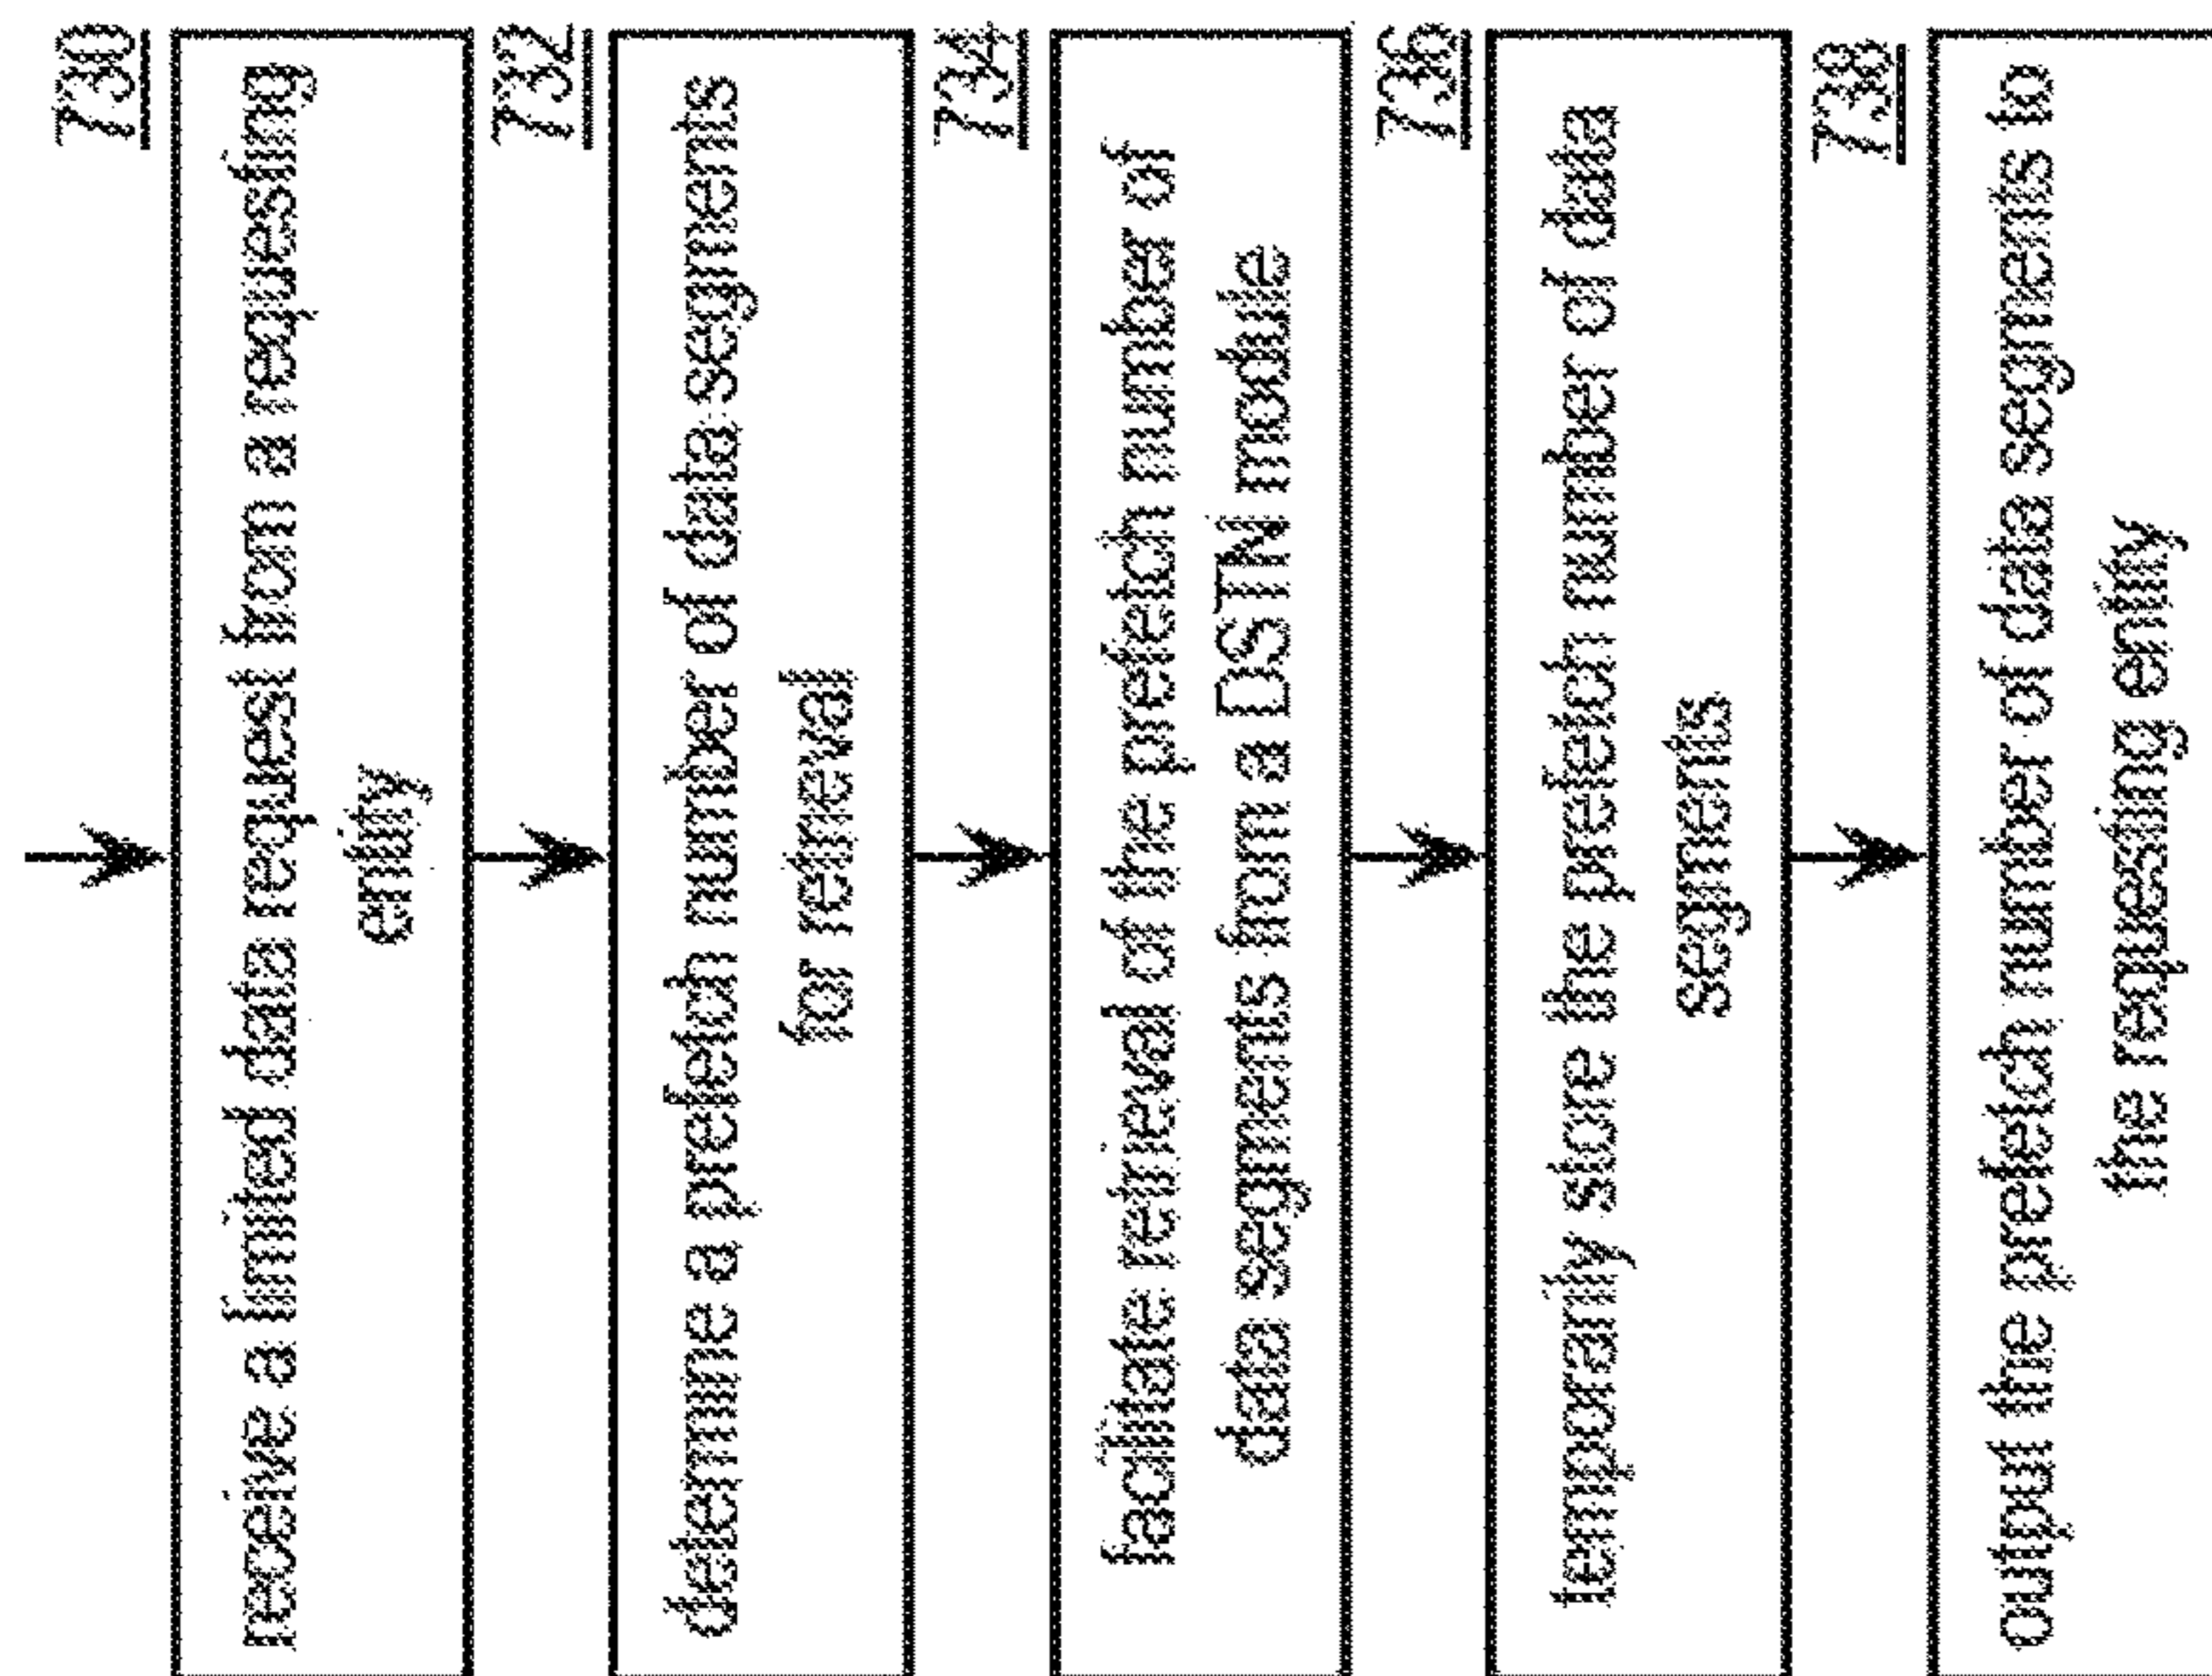 730
receive a limited data request from a requesting
entity
732
determine a prefetch number of data segments
for retrieval
734
facilitate retrieval of the prefetch number of
data segments from a DSTN module
736
temporarily store the prefetch number of data
segments
738
output the prefetch number of data segments to
the requesting enity